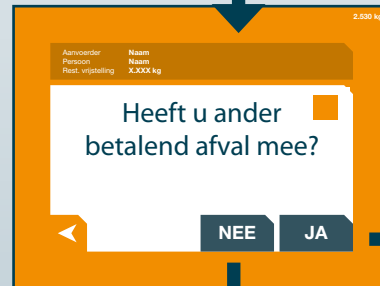 2.530 kg
Aanvoerder Naam
Persoon Naam
Rest. vrijstelling X.XXX kg
Heeft u ander
betalend afval mee?
NEE JA